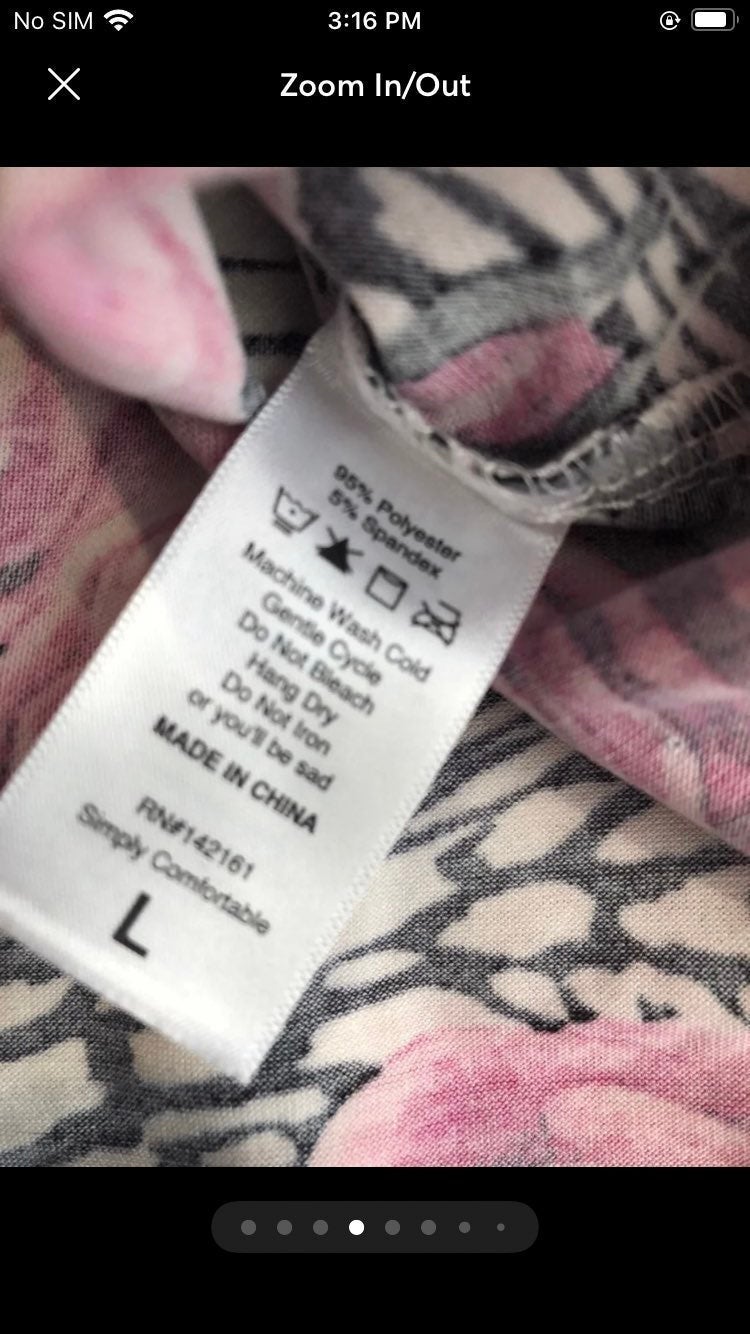 No SIM 3:16 PM
Zoom In/Out
95% Polyester
5% Spandex
Machine Wash Cold
Gentle Cycle
Do Not Bleach
Hang Dry
Do Not Iron
or you'll be sad
MADE IN CHINA
RN#142161
Simply Comfortable
L